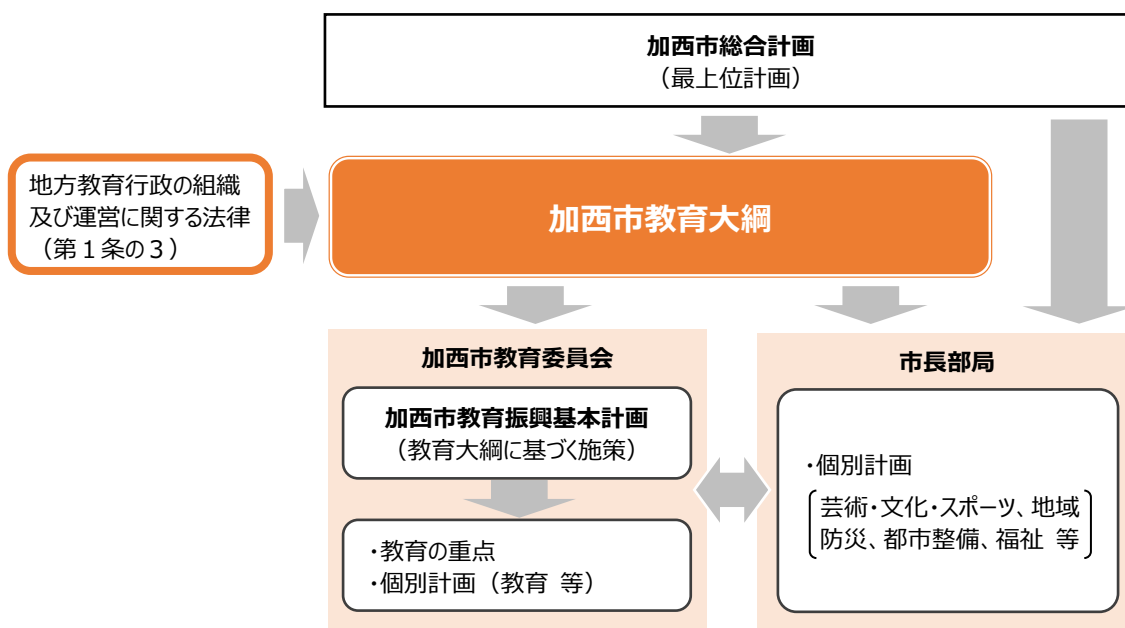 加西市総合計画
（最上位計画）
地方教育行政の組織
及び運営に関する法律
（第１条の３）
加西市教育大綱
加西市教育委員会
加西市教育振興基本計画
（教育大綱に基づく施策）
・教育の重点
・個別計画（教育 等）
市長部局
・個別計画
芸術・文化・スポーツ、地域
防災、都市整備、福祉 等